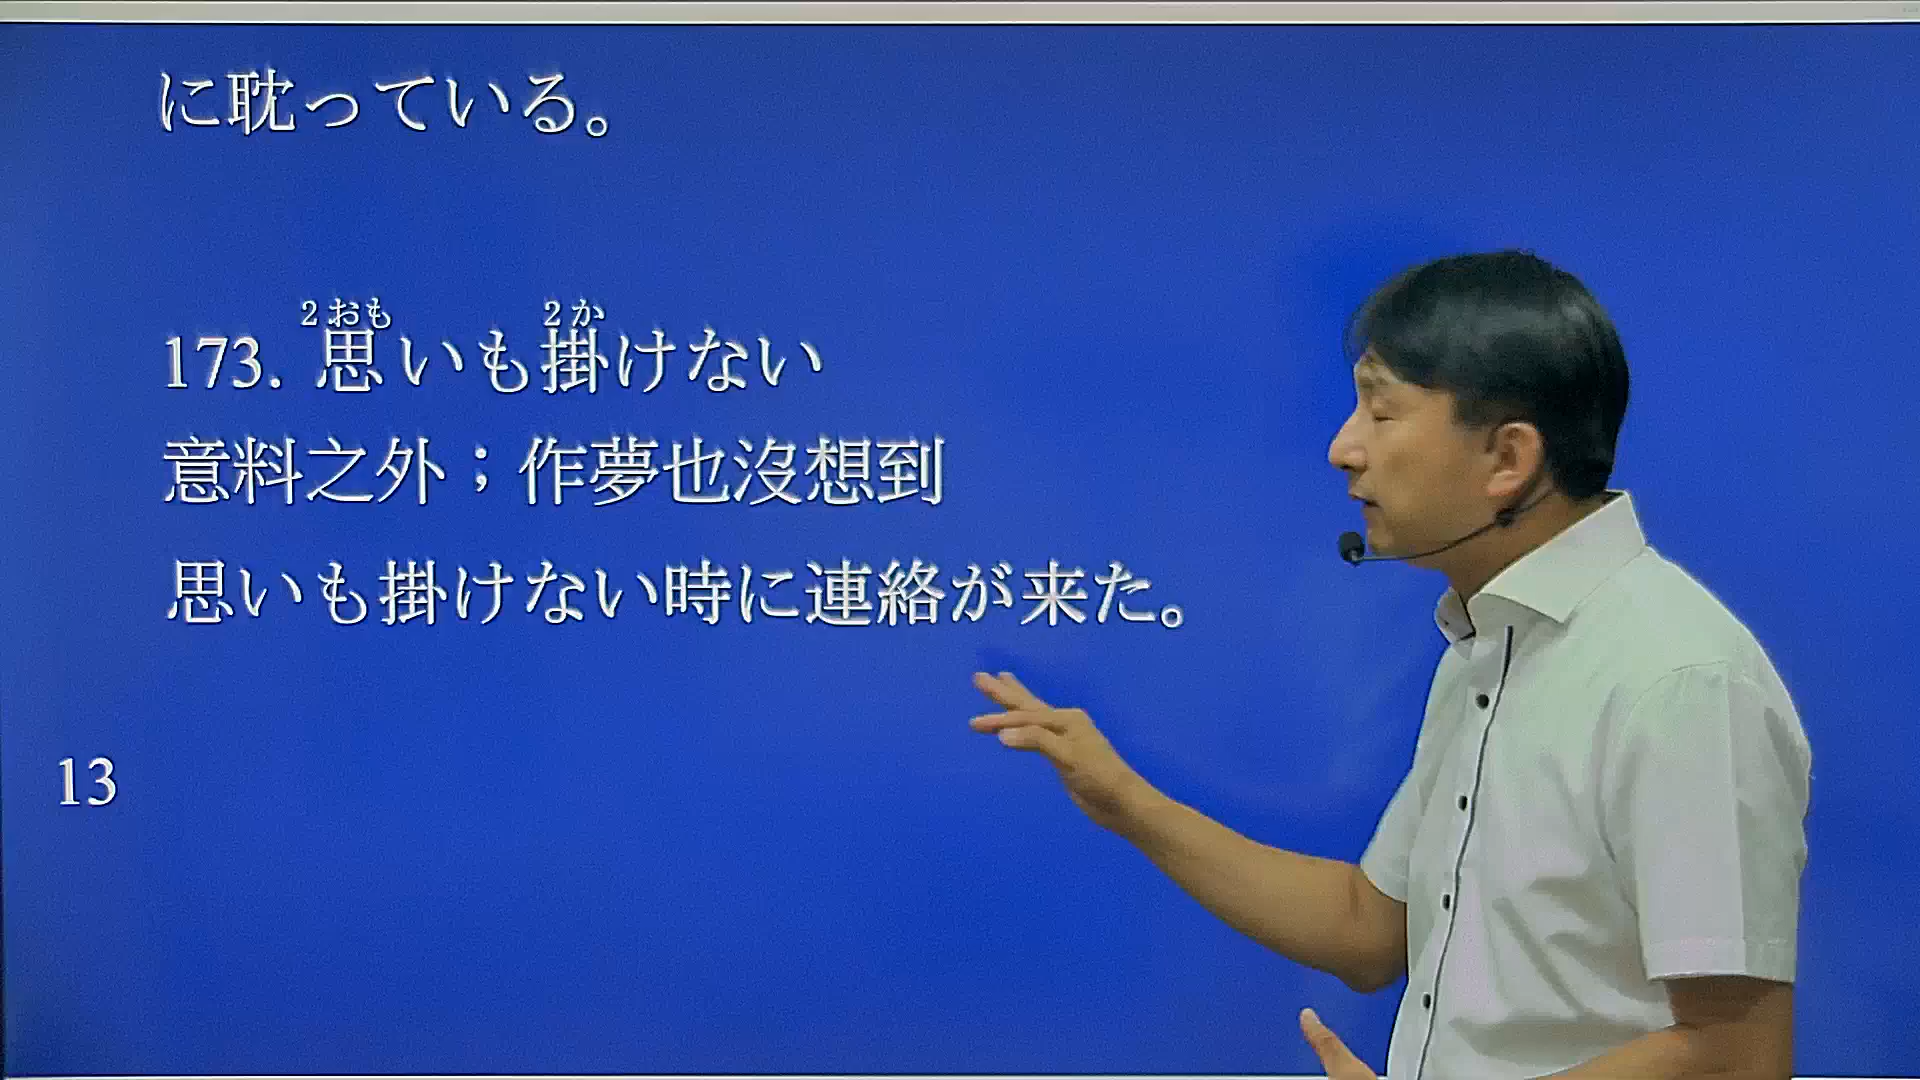 に耽っている。
2おも 2か
173. 思いも掛けない
意料之外；作夢也沒想到
思いも掛けない時に連絡が来た。
13